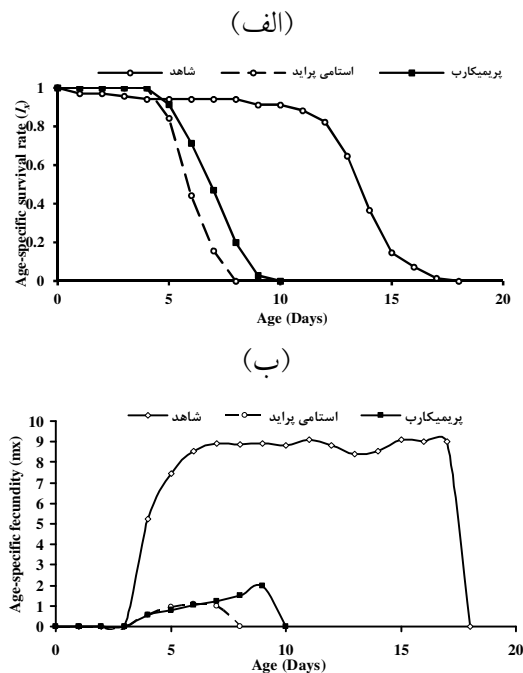 (الف)
شاهد استامی پراید پریمیکارب
Age-specific survival rate (lx)
1
0.8
0.6
0.4
0.2
0
0 5 10 15 20
Age (Days)
(ب)
شاهد استامی پراید پریمیکارب
Age-specific fecundity (mx)
10
9
8
7
6
5
4
3
2
1
0
0 5 10 15 20
Age (Days)